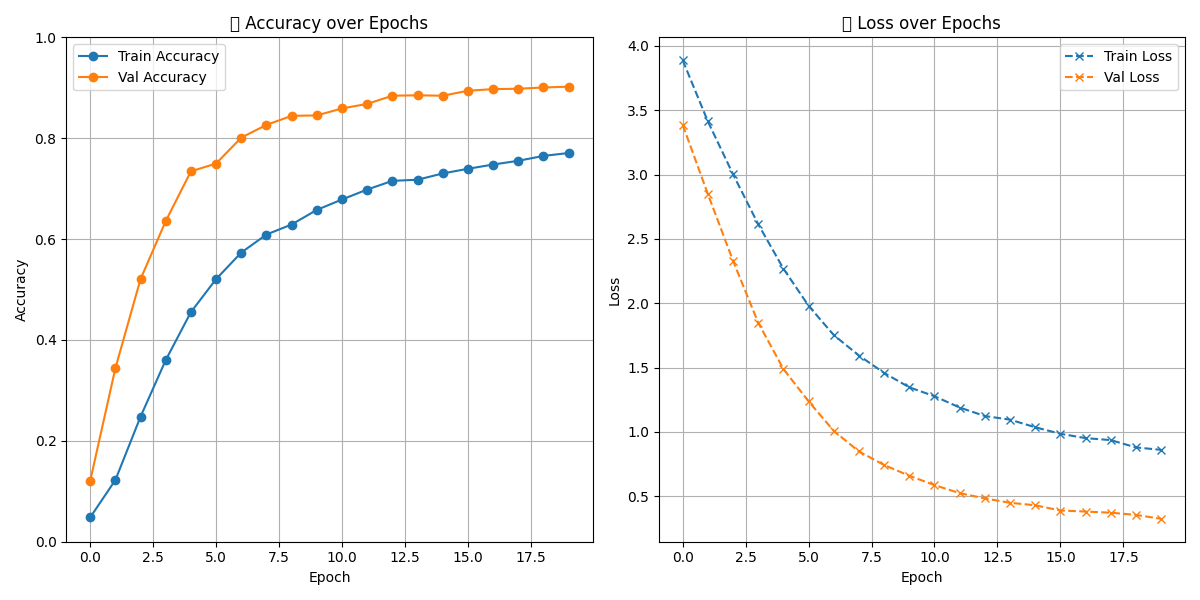 Accuracy over Epochs
1.0
0.8
0.6
0.4
0.2
0.0
Accuracy
Train Accuracy
Val Accuracy
0.0 2.5 5.0 7.5 10.0 12.5 15.0 17.5
Epoch
Loss over Epochs
4.0
3.5
3.0
2.5
2.0
1.5
1.0
0.5
Loss
Train Loss
Val Loss
0.0 2.5 5.0 7.5 10.0 12.5 15.0 17.5
Epoch